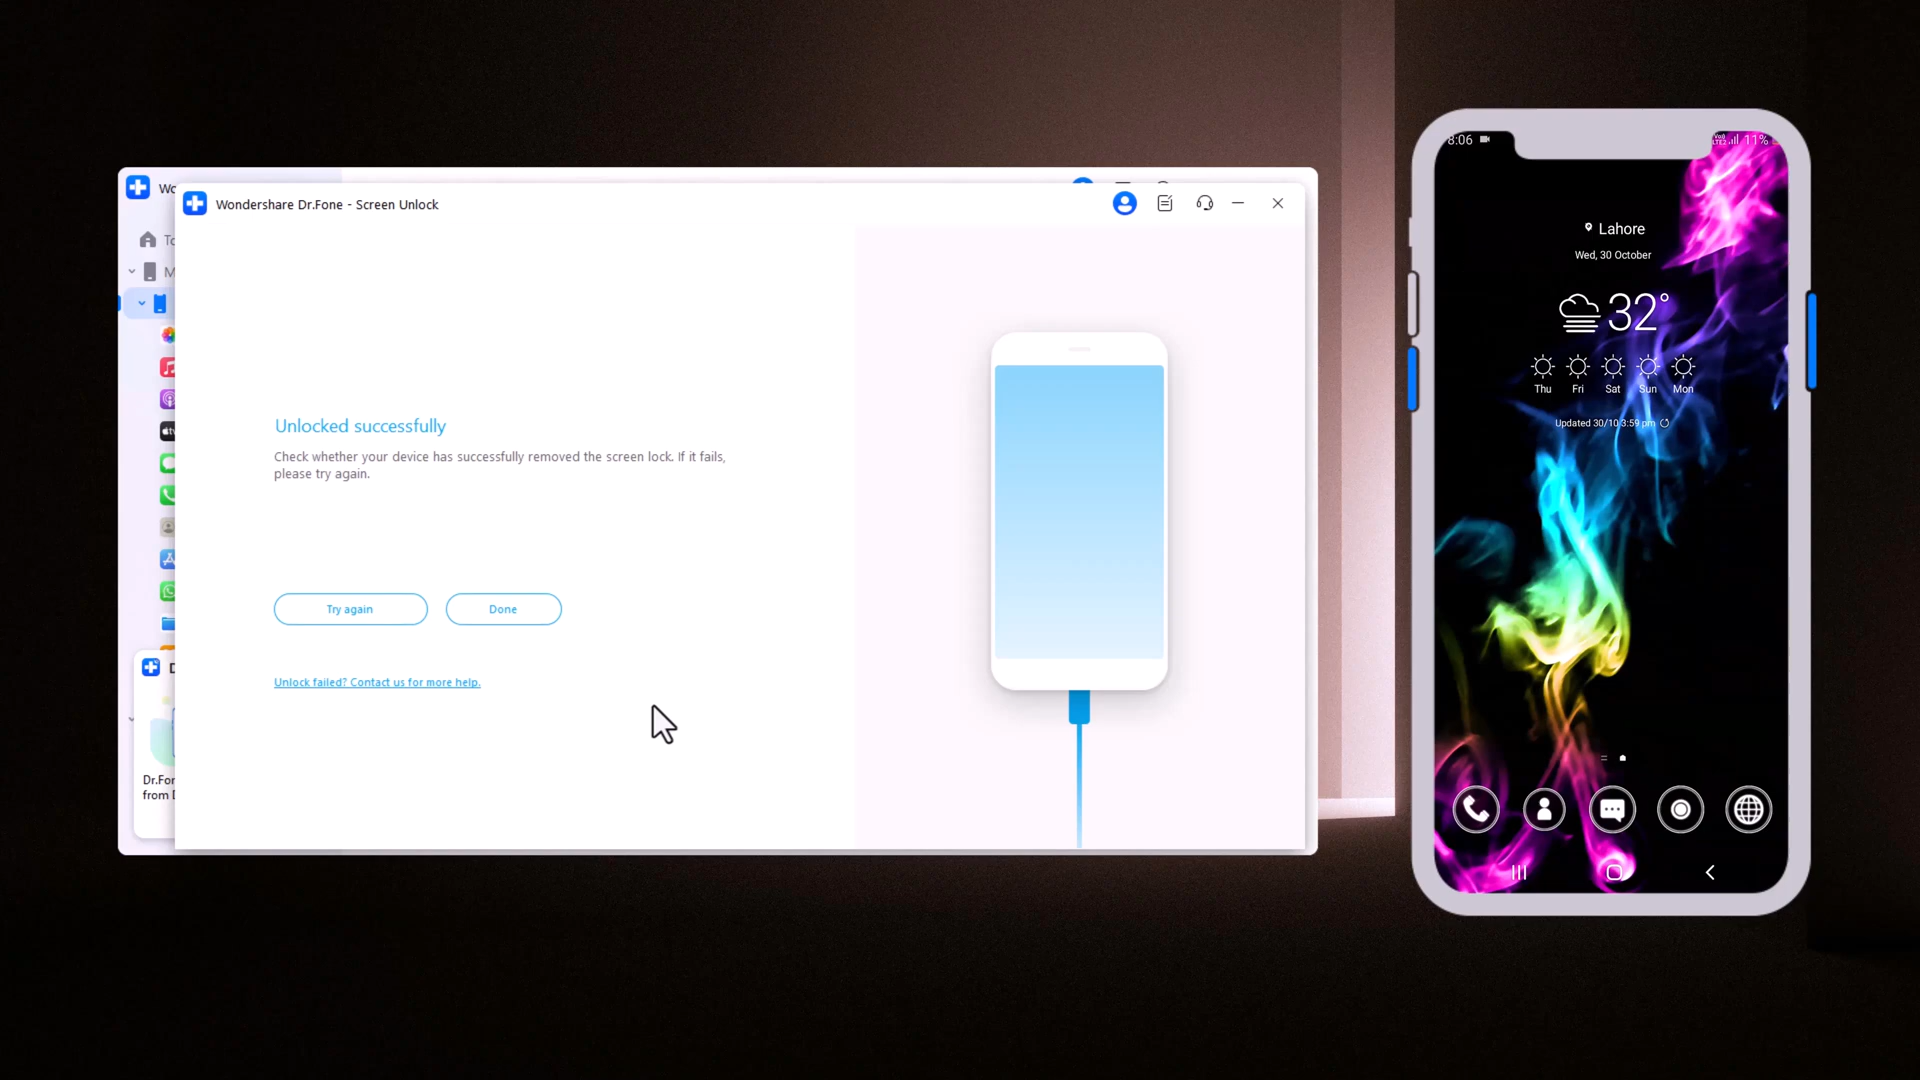 Wondershare Dr.Fone - Screen Unlock
Unlocked successfully
Check whether your device has successfully removed the screen lock. If it fails,
please try again.
Try again
Done
Unlock failed? Contact us for more help.
Dr.Fon
from D
8:06
11%
Lahore
Wed, 30 October
32°
Thu Fri Sat Sun Mon
Updated 30/10 3:59 pm